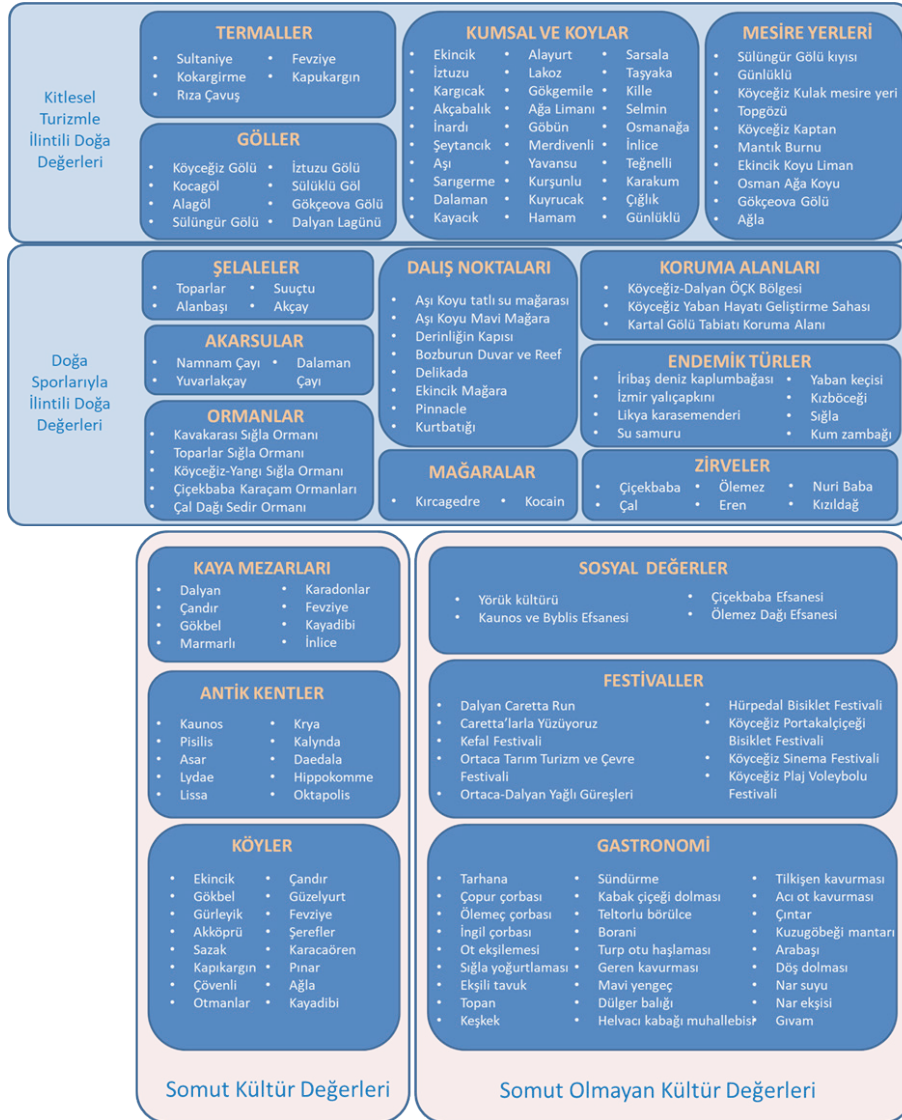 Kitlesel
Turizmle
İlintili Doğa
Değerleri
TERMALLER
• Sultaniye
• Kokargirme
• Rıza Çavuş
• Fevziye
• Kapukargın
GÖLLER
• Köyceğiz Gölü
• Kocagöl
• Alagöl
• Sülüngür Gölü
• İztuzu Gölü
• Sülüklü Göl
• Gökçeova Gölü
• Dalyan Lagünü
KUMSAL VE KOYLAR
• Ekincik
• İztuzu
• Kargıcak
• Akçabalık
• İnardı
• Şeytancık
• Aşı
• Sarıgerme
• Dalaman
• Kayacık
• Alayurt
• Lakoz
• Gökgemile
• Ağa Limanı
• Göbün
• Merdivenli
• Yavansu
• Kurşunlu
• Kuyrucak
• Hamam
• Sarsala
• Taşyaka
• Kille
• Selmin
• Osmanağa
• İnlice
• Teğnelli
• Karakum
• Çığlık
• Günlüklü
MESİRE YERLERİ
• Sülüngür Gölü kıyısı
• Günlüklü
• Köyceğiz Kulak mesire yeri
• Topgözü
• Köyceğiz Kaptan
• Mantık Burnu
• Ekincik Koyu Liman
• Osman Ağa Koyu
• Gökçeova Gölü
• Ağla
Doğa
Sporlarıyla
İlintili Doğa
Değerleri
ŞELALELER
• Toparlar
• Alanbaşı
• Suuçtu
• Akçay
AKARSULAR
• Namnam Çayı
• Yuvarlakçay
• Dalaman
Çayı
ORMANLAR
• Kavakarası Sığla Ormanı
• Toparlar Sığla Ormanı
• Köyceğiz-Yangı Sığla Ormanı
• Çiçekbaba Karaçam Ormanları
• Çal Dağı Sedir Ormanı
DALIŞ NOKTALARI
• Aşı Koyu tatlı su mağarası
• Aşı Koyu Mavi Mağara
• Derinliğin Kapısı
• Bozburun Duvar ve Reef
• Delikada
• Ekincik Mağara
• Pinnacle
• Kurtbatığı
MAĞARALAR
• Kırcagedre
• Kocain
KORUMA ALANLARI
• Köyceğiz-Dalyan ÖÇK Bölgesi
• Köyceğiz Yaban Hayatı Geliştirme Sahası
• Kartal Gölü Tabiatı Koruma Alanı
ENDEMİK TÜRLER
• İribaş deniz kaplumbağası
• İzmir yalıçapkını
• Likya karasemenderi
• Su samuru
• Yaban keçisi
• Kızböceği
• Sığla
• Kum zambağı
ZİRVELER
• Çiçekbaba
• Çal
• Ölemez
• Eren
• Nuri Baba
• Kızıldağ
KAYA MEZARLARI
• Dalyan
• Çandır
• Gökbel
• Marmarlı
• Karadonlar
• Fevziye
• Kayadibi
• İnlice
ANTİK KENTLER
• Kaunos
• Pisilis
• Asar
• Lydae
• Lissa
• Krya
• Kalynda
• Daedala
• Hippokomme
• Oktapolis
KÖYLER
• Ekincik
• Gökbel
• Gürleyik
• Akköprü
• Sazak
• Kapıkargın
• Çövenli
• Otmanlar
• Çandır
• Güzelyurt
• Fevziye
• Şerefler
• Karacaören
• Pınar
• Ağla
• Kayadibi
Somut Kültür Değerleri
SOSYAL DEĞERLER
• Yörük kültürü
• Kaunos ve Byblis Efsanesi
• Çiçekbaba Efsanesi
• Ölemez Dağı Efsanesi
FESTİVALLER
• Dalyan Caretta Run
• Caretta'larla Yüzüyoruz
• Kefal Festivali
• Ortaca Tarım Turizm ve Çevre
Festivali
• Ortaca-Dalyan Yağlı Güreşleri
• Hürpedal Bisiklet Festivali
• Köyceğiz Portakalçiçeği
Bisiklet Festivali
• Köyceğiz Sinema Festivali
• Köyceğiz Plaj Voleybolu
Festivali
GASTRONOMİ
• Tarhana
• Çopur çorbası
• Ölemeç çorbası
• İngil çorbası
• Ot ekşilemesi
• Sığla yoğurtlaması
• Ekşili tavuk
• Topan
• Keşkek
• Sündürme
• Kabak çiçeği dolması
• Teltorlu börülce
• Borani
• Turp otu haşlaması
• Geren kavurması
• Mavi yengeç
• Dülger balığı
• Helvacı kabağı muhallebisi
• Tilkişen kavurması
• Acı ot kavurması
• Çıntar
• Kuzugöbeği mantarı
• Arabaşı
• Döş dolması
• Nar suyu
• Nar ekşisi
• Gıvam
Somut Olmayan Kültür Değerleri